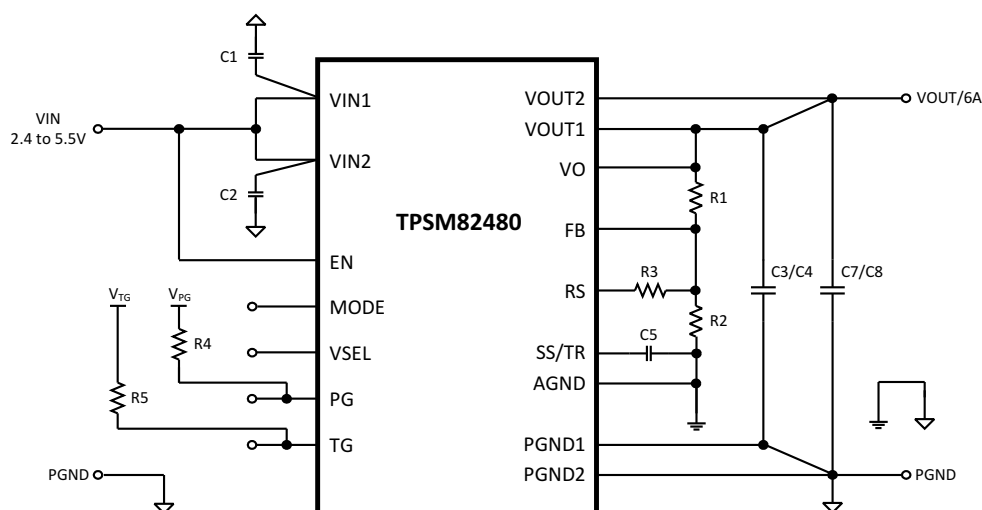 C1
VIN
2.4 to 5.5V
C2
VTG
VPG
R4
R5
PGND
TPSM82480
VIN1
VIN2
EN
MODE
VSEL
PG
TG
VOUT2
VOUT1
VO
FB
RS
SS/TR
AGND
PGND1
PGND2
R1
R3
R2
C5
C3/C4
C7/C8
VOUT/6A
PGND